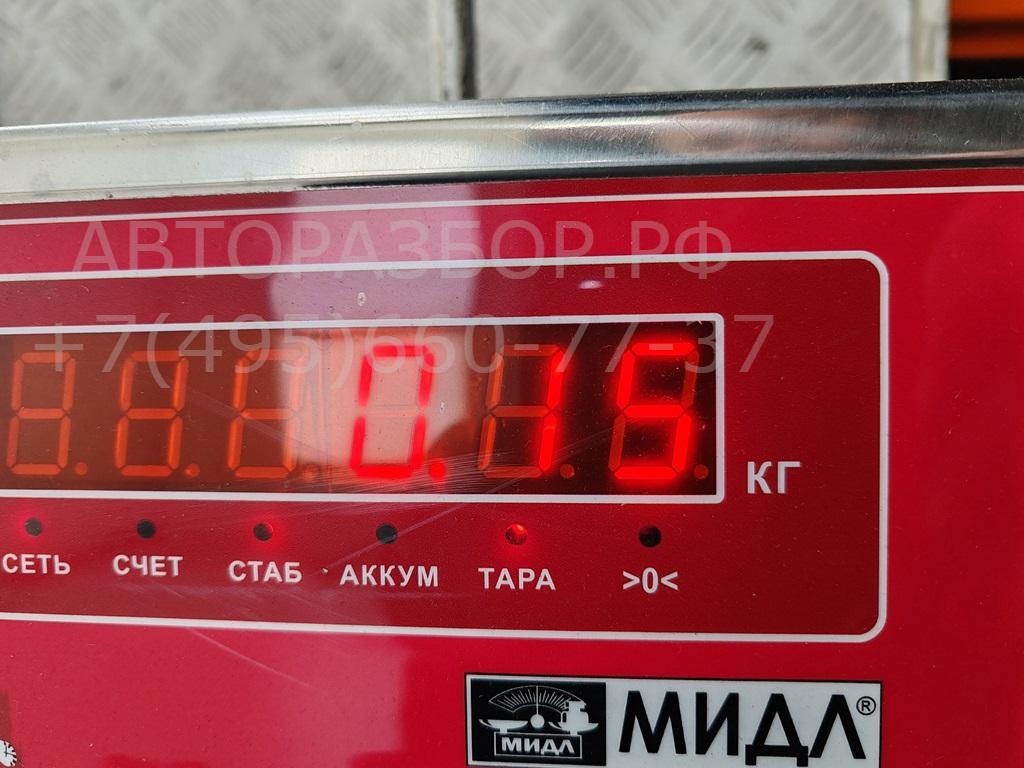 АВТОРАЗБОР.РФ
+7(495)660-77-37
0.15
КГ
СЕТЬ СЧЕТ СТАБ АККУМ ТАРА >0<
МИДЛ МИДЛ®